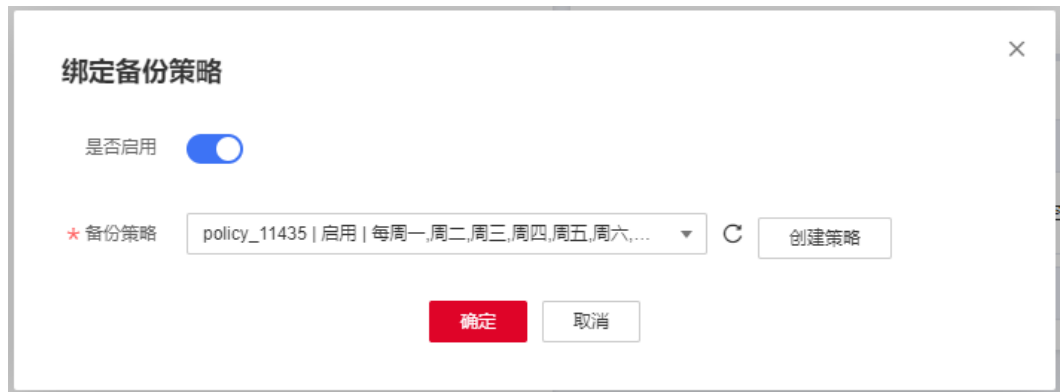 绑定备份策略
是否启用
* 备份策略 policy_11435 | 启用 | 每周一,周二,周三,周四,周五,周六,... 创建策略
确定 取消